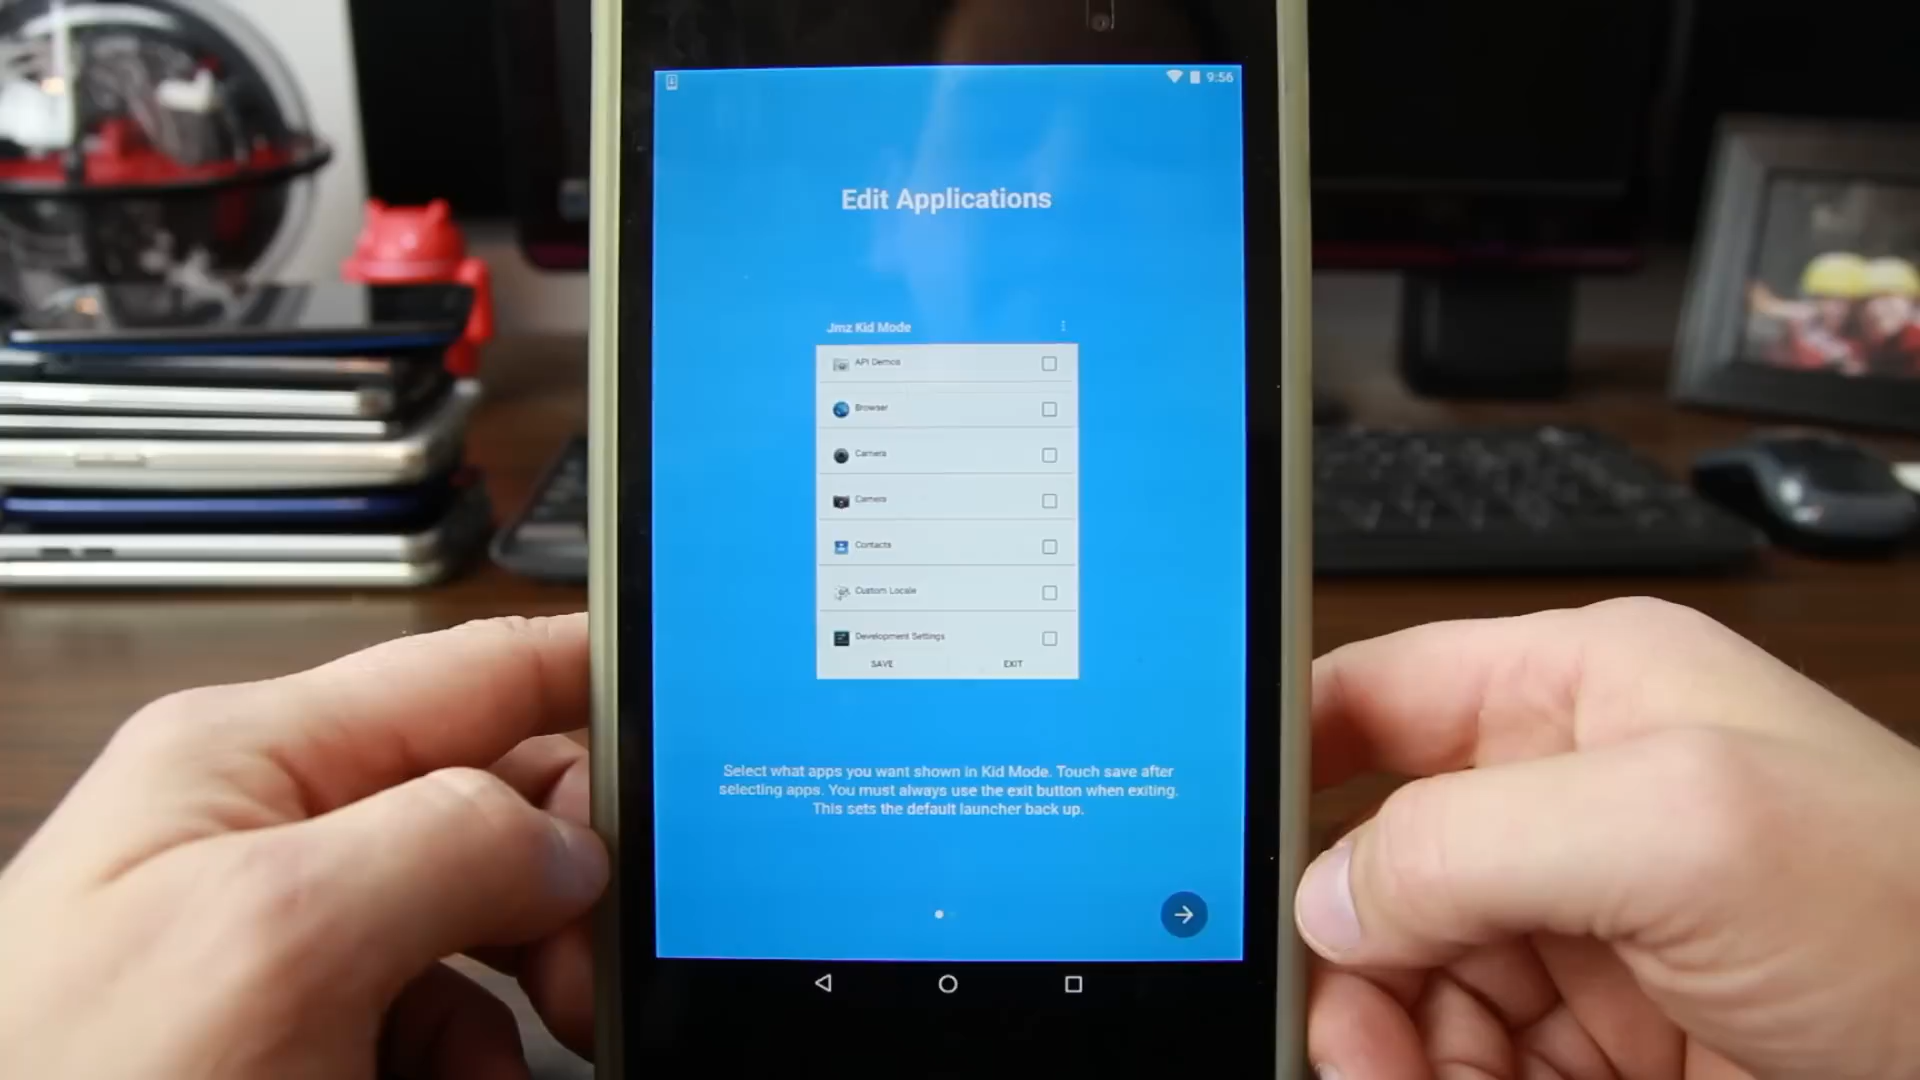 9:56
Edit Applications
Jmz Kid Mode
API Demos
Browser
Camera
Camera
Contacts
Custom Locale
Development Settings
SAVE EXIT
Select what apps you want shown in Kid Mode. Touch save after
selecting apps. You must always use the exit button when exiting.
This sets the default launcher back up.